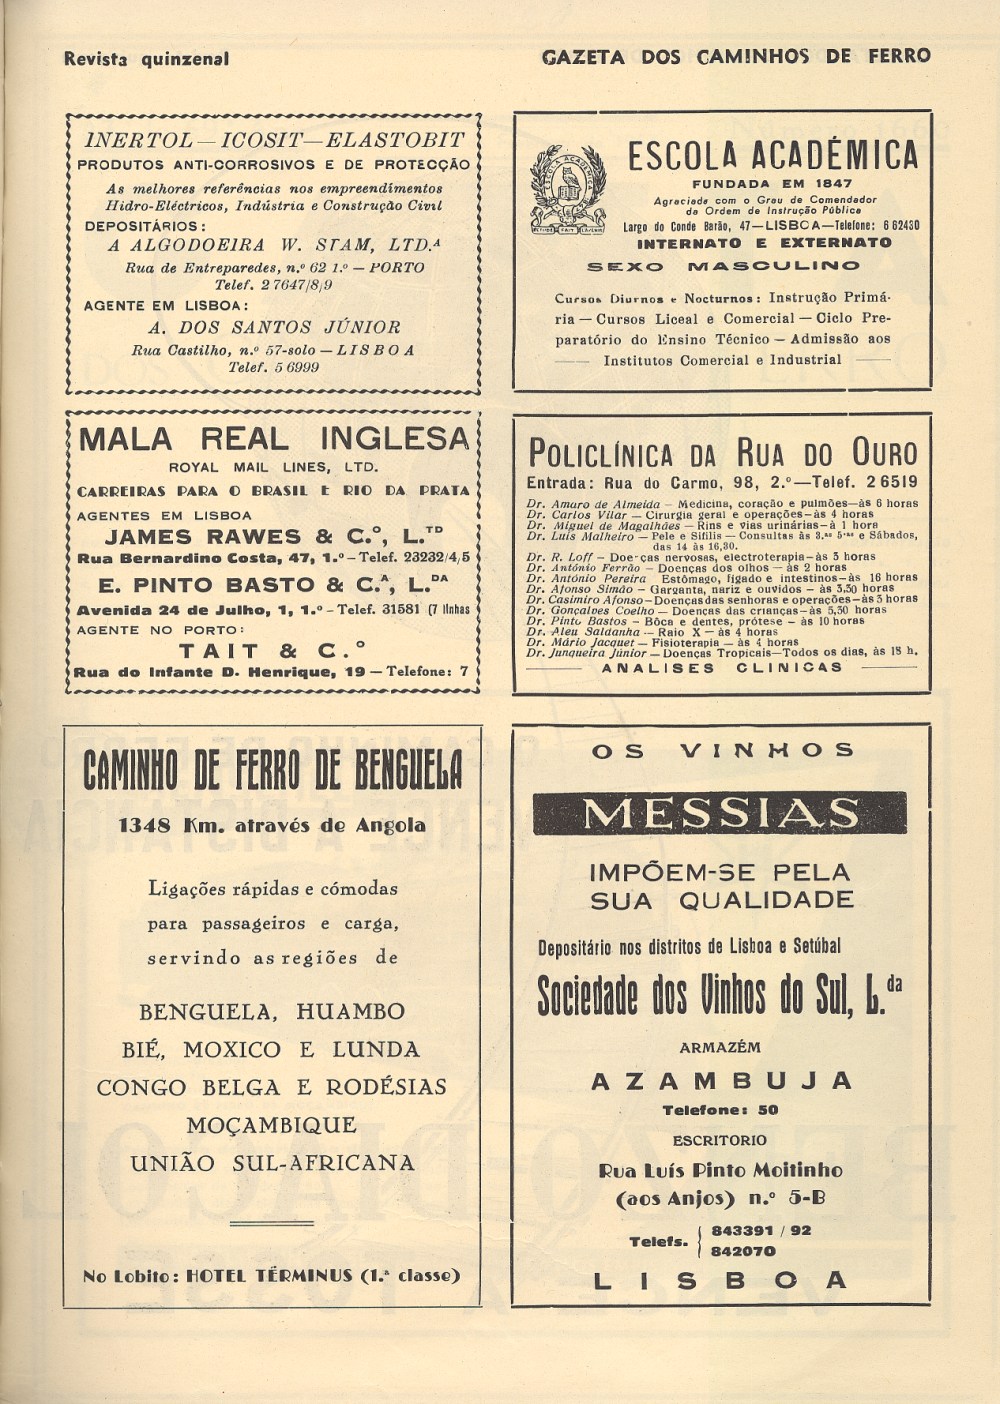 Revista quinzenal
GAZETA DOS CAMINHOS DE FERRO
INERTOL — ICOSIT — ELASTOBIT
PRODUTOS ANTI-CORROSIVOS E DE PROTECÇÃO
As melhores referências nos empreendimentos
Hidro-Eléctricos, Indústria e Construção Civil
DEPOSITÁRIOS:
A ALGODOEIRA W. STAM, LTD.ᴬ
Rua de Entreparedes, n.º 62 1.º — PORTO
Telef. 2 7647/8/9
AGENTE EM LISBOA:
A. DOS SANTOS JÚNIOR
Rua Castilho, n.º 57-solo — LISBOA
Telef. 5 6999
ESCOLA ACADÉMICA
FUNDADA EM 1847
Agraciada com o Grau de Comendador
da Ordem de Instrução Pública
Largo do Conde Barão, 47 — LISBOA — Telefone: 6 62430
INTERNATO E EXTERNATO
SEXO MASCULINO
Cursos Diurnos e Nocturnos: Instrução Primá-
ria — Cursos Liceal e Comercial — Ciclo Pre-
paratório do Ensino Técnico — Admissão aos
Institutos Comercial e Industrial
MALA REAL INGLESA
ROYAL MAIL LINES, LTD.
CARREIRAS PARA O BRASIL E RIO DA PRATA
AGENTES EM LISBOA
JAMES RAWES & C.º, L.TD
Rua Bernardino Costa, 47, 1.º – Telef. 23232/4/5
E. PINTO BASTO & C.ᴬ, L.DA
Avenida 24 de Julho, 1, 1.º – Telef. 31581 (7 linhas
AGENTE NO PORTO:
TAIT & C.º
Rua do Infante D. Henrique, 19 — Telefone: 7
POLICLÍNICA DA RUA DO OURO
Entrada: Rua do Carmo, 98, 2.º — Telef. 2 6519
Dr. Amaro de Almeida — Medicina, coração e pulmões — às 6 horas
Dr. Carlos Vilar — Cirurgia geral e operações — às 4 horas
Dr. Miguel de Magalhães — Rins e vias urinárias — à 1 hora
Dr. Luís Malheiro — Pele e Sífilis — Consultas às 3.as 5.as e Sábados,
das 14 às 16,30.
Dr. R. Loff — Doenças nervosas, electroterapia — às 3 horas
Dr. António Ferrão — Doenças dos olhos — às 2 horas
Dr. António Pereira Estômago, fígado e intestinos — às 16 horas
Dr. Afonso Simão — Garganta, nariz e ouvidos — às 3,30 horas
Dr. Casimiro Afonso — Doenças das senhoras e operações — às 3 horas
Dr. Gonçalves Coelho — Doenças das crianças — às 5,30 horas
Dr. Pinto Bastos — Bôca e dentes, prótese — às 10 horas
Dr. Aleu Saldanha — Raio X — às 4 horas
Dr. Mário Jacquet — Fisioterapia — às 4 horas
Dr. Junqueira Júnior — Doenças Tropicais — Todos os dias, às 18 h.
ANALISES CLINICAS
CAMINHO DE FERRO DE BENGUELA
1348 Km. através de Angola
Ligações rápidas e cómodas
para passageiros e carga,
servindo as regiões de
BENGUELA, HUAMBO
BIÉ, MOXICO E LUNDA
CONGO BELGA E RODÉSIAS
MOÇAMBIQUE
UNIÃO SUL-AFRICANA
No Lobito: HOTEL TÉRMINUS (1.ª classe)
OS VINHOS
MESSIAS
IMPÕEM-SE PELA
SUA QUALIDADE
Depositário nos distritos de Lisboa e Setúbal
Sociedade dos Vinhos do Sul, L.da
ARMAZÉM
AZAMBUJA
Telefone: 50
ESCRITORIO
Rua Luís Pinto Moitinho
(aos Anjos) n.º 5-B
Telefs. { 843391 / 92
842070
LISBOA